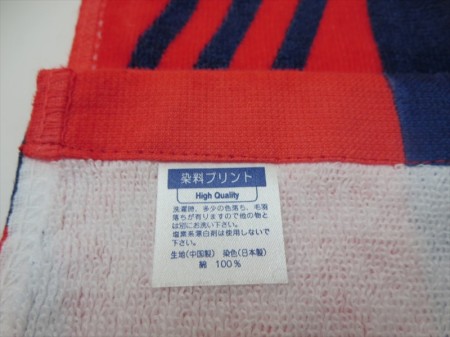 染料プリント
High Quality
洗濯時、多少の色落ち、毛羽
落ちが有りますので他の物と
は別にお洗い下さい。
塩素系漂白剤は使用しないで
下さい。
生地(中国製) 染色(日本製)
綿 100%